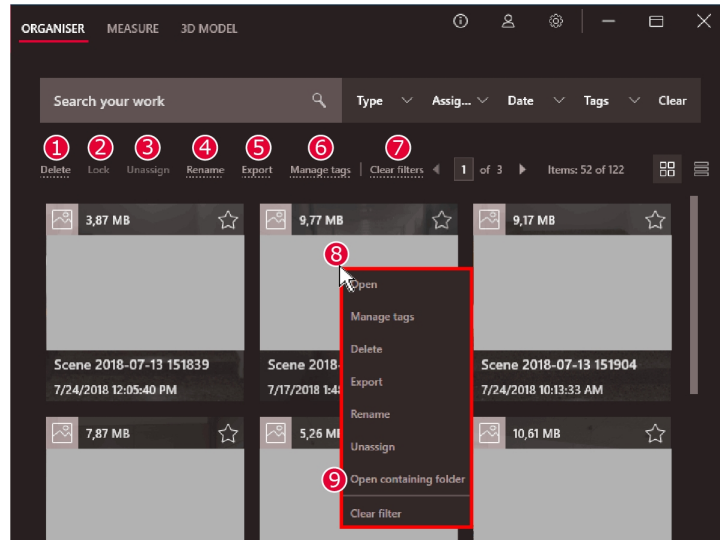 ORGANISER MEASURE 3D MODEL
Search your work Type Assig... Date Tags Clear
1 2 3 4 5 6 7
Delete Lock Unassign Rename Export Manage tags | Clear filters 1 of 3 Items: 52 of 122
3,87 MB 9,77 MB 9,17 MB
8
Open
Manage tags
Delete
Scene 2018-07-13 151839 Scene 2018- Scene 2018-07-13 151904
Export
7/24/2018 12:05:40 PM 7/17/2018 1:4 7/24/2018 10:13:33 AM
Rename
7,87 MB 5,26 M 10,61 MB
Unassign
9 Open containing folder
Clear filter